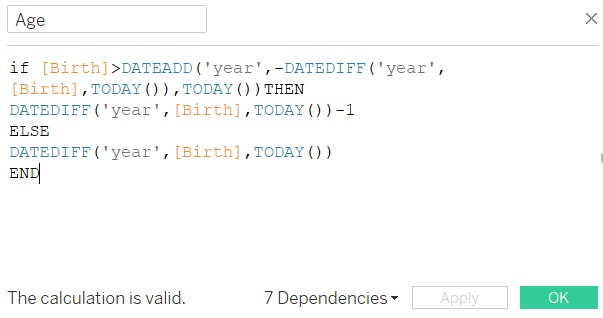 Age
if [Birth]>DATEADD('year',-DATEDIFF('year',
[Birth],TODAY()),TODAY())THEN
DATEDIFF('year',[Birth],TODAY())-1
ELSE
DATEDIFF('year',[Birth],TODAY())
END
The calculation is valid. 7 Dependencies Apply OK